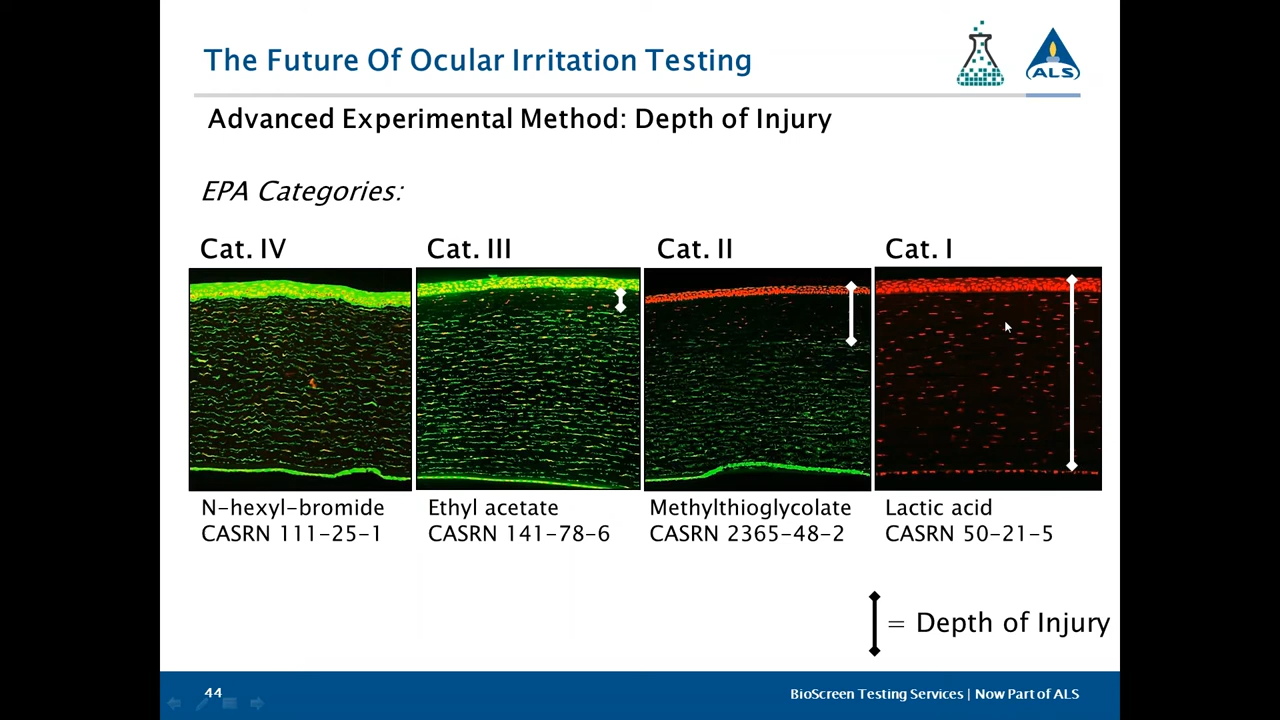 The Future Of Ocular Irritation Testing
ALS
Advanced Experimental Method: Depth of Injury
EPA Categories:
Cat. IV
Cat. III
Cat. II
Cat. I
N-hexyl-bromide
CASRN 111-25-1
Ethyl acetate
CASRN 141-78-6
Methylthioglycolate
CASRN 2365-48-2
Lactic acid
CASRN 50-21-5
= Depth of Injury
44
BioScreen Testing Services | Now Part of ALS